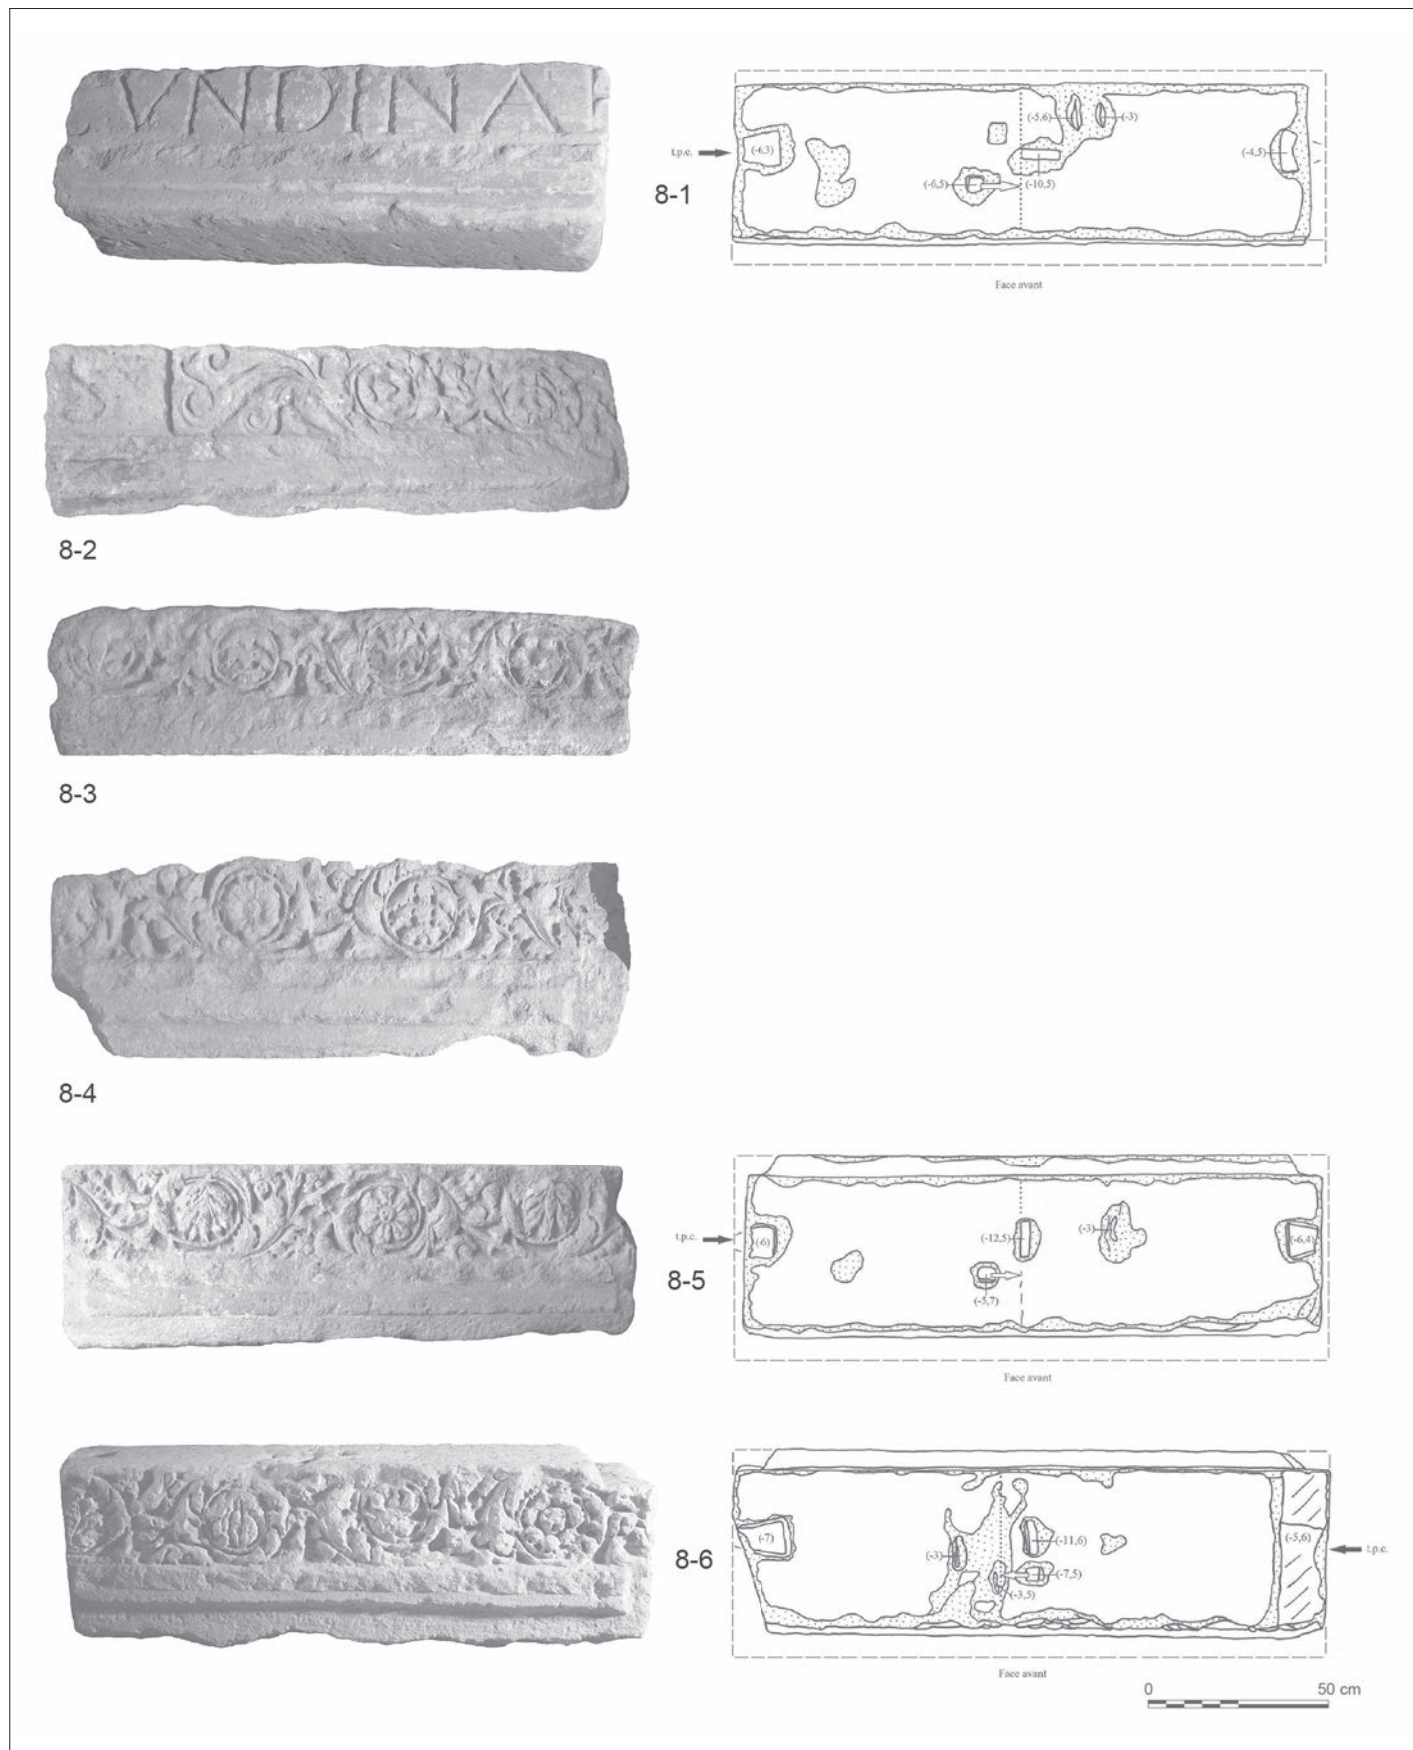 VNDINAE
(-5,6)
(-3)
t.p.c.
(-6,3)
(-4,5)
8-1
(-6,5)
(-10,5)
Face avant
S
8-2
8-3
8-4
t.p.c.
(-6)
(-12,5)
(-3)
(-6,4)
8-5
(-5,7)
Face avant
(-7)
(-11,6)
(-5,6)
8-6
(-3)
t.p.c.
(-7,5)
(-3,5)
Face avant
0 50 cm